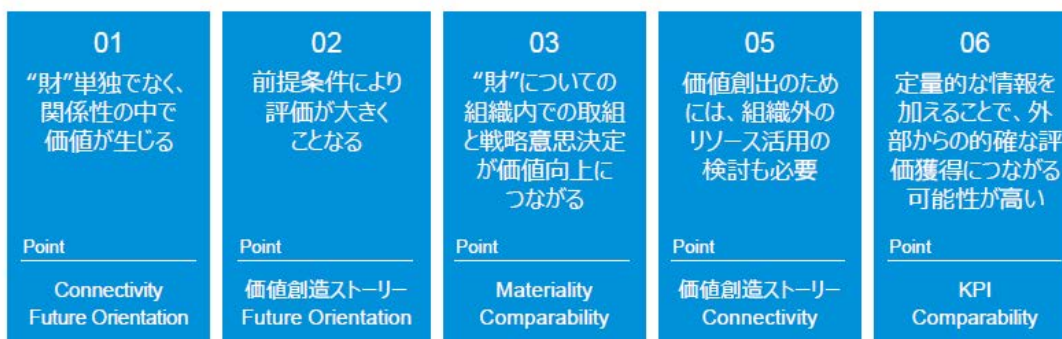 01
“財”単独でなく、
関係性の中で
価値が生じる
Point
Connectivity
Future Orientation
02
前提条件により
評価が大きく
ことなる
Point
価値創造ストーリー
Future Orientation
03
“財”についての
組織内での取組
と戦略意思決定
が価値向上に
つながる
Point
Materiality
Comparability
05
価値創出のため
には、組織外の
リソース活用の
検討も必要
Point
価値創造ストーリー
Connectivity
06
定量的な情報を
加えることで、外
部からの的確な評
価獲得につながる
可能性が高い
Point
KPI
Comparability